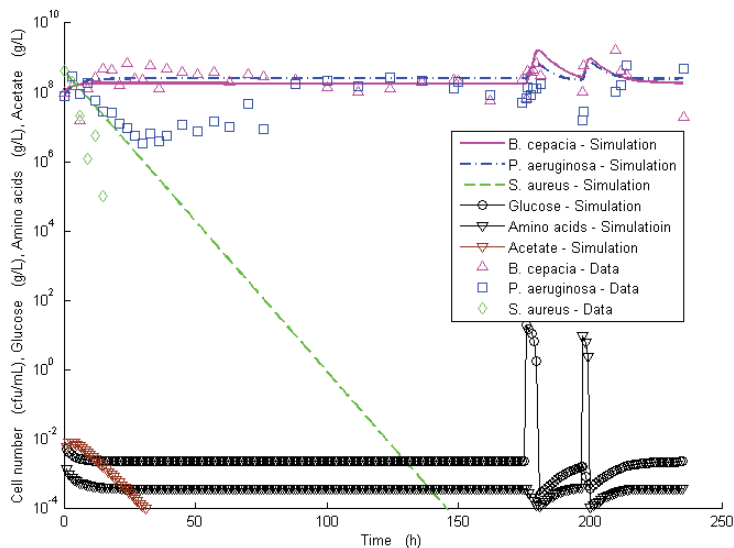 10^10
10^8
10^6
10^4
10^2
10^0
10^-2
10^-4
Cell number (cfu/mL), Glucose (g/L), Amino acids (g/L), Acetate (g/L)
B. cepacia - Simulation
P. aeruginosa - Simulation
S. aureus - Simulation
Glucose - Simulation
Amino acids - Simulatioin
Acetate - Simulation
B. cepacia - Data
P. aeruginosa - Data
S. aureus - Data
0 50 100 150 200 250
Time (h)